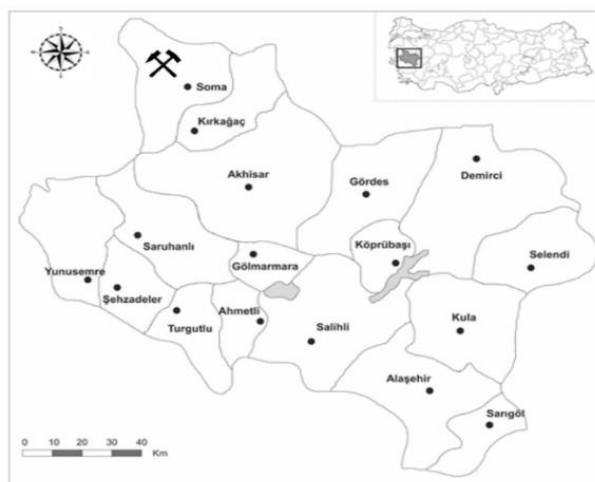 Soma
Kırkağaç
Akhisar
Gördes
Demirci
Saruhanlı
Gölmarmara
Köprübaşı
Selendi
Yunusemre
Şehzadeler
Turgutlu
Ahmetli
Salihli
Kula
Alaşehir
Sarıgöl
0 10 20 30 40
Km